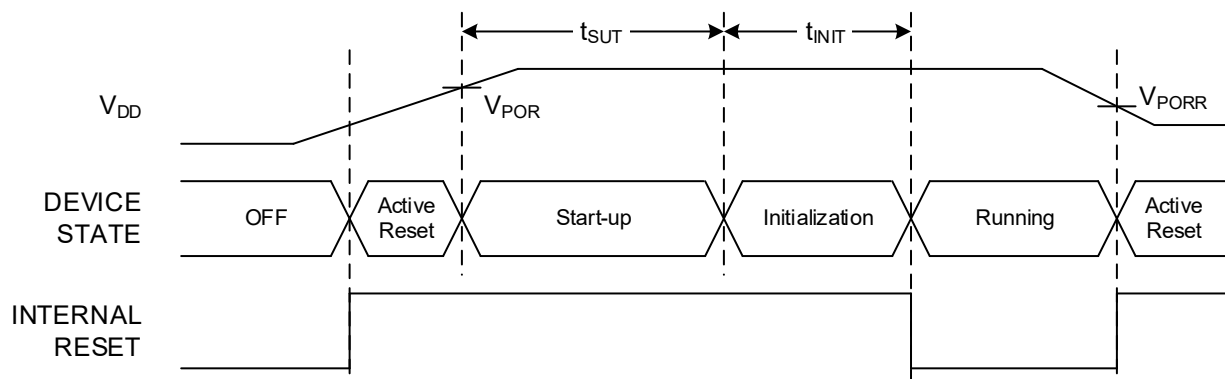 tSUT
tINIT
VDD
VPOR
VPORR
DEVICE
STATE
OFF
Active
Reset
Start-up
Initialization
Running
Active
Reset
INTERNAL
RESET